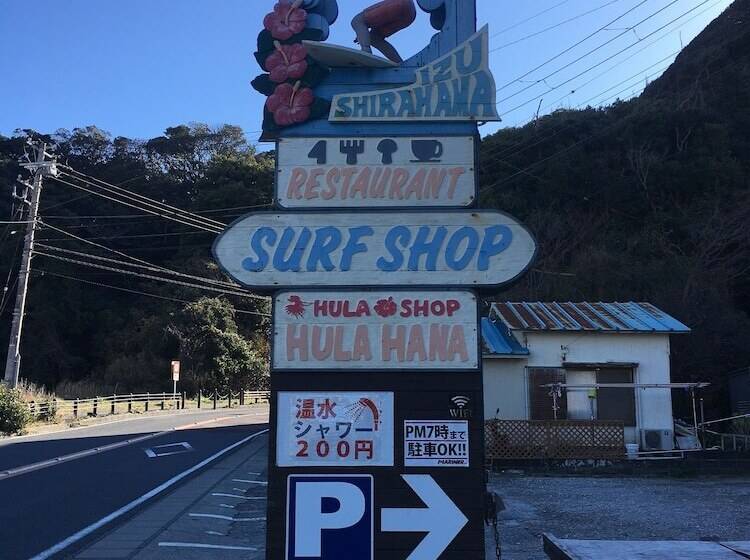 IZU
SHIRAHAMA
RESTAURANT
SURF SHOP
HULA SHOP
HULA HANA
温水
シャワー
200円
WiFi
PM7時まで
駐車OK!!
MARINER
P